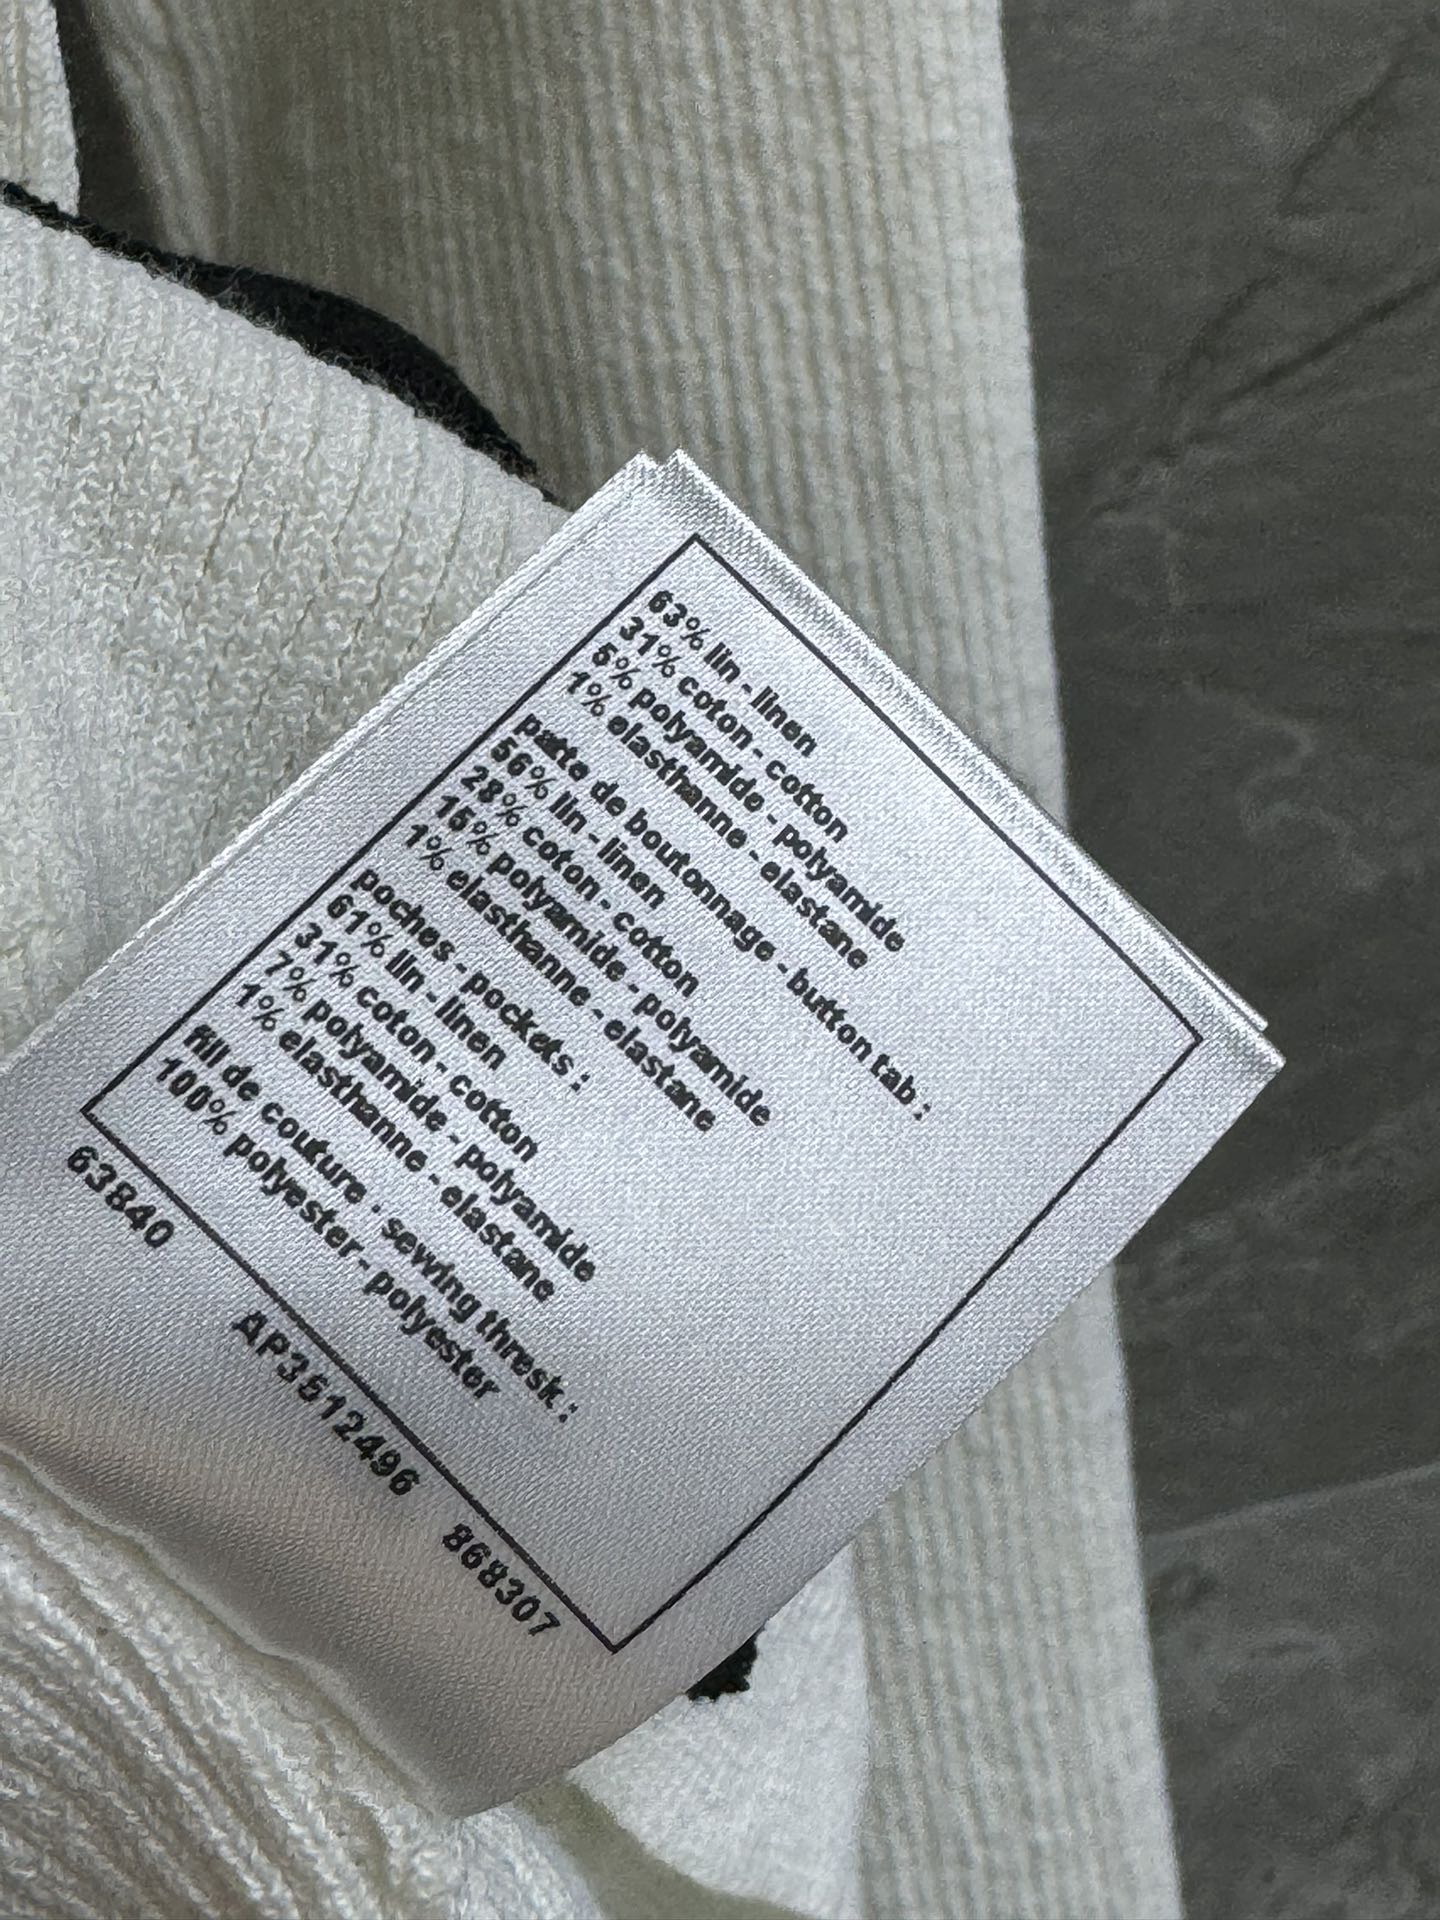 63% lin - linen
31% coton - cotton
5% polyamide - polyamide
1% elasthanne - elastane
patte de boutonnage - button tab :
56% lin - linen
28% coton - cotton
15% polyamide - polyamide
1% elasthanne - elastane
poches - pockets :
61% lin - linen
31% coton - cotton
7% polyamide - polyamide
1% elasthanne - elastane
fill de couture - sewing thresk :
100% polyester - polyester
63840 AP3512496 868307